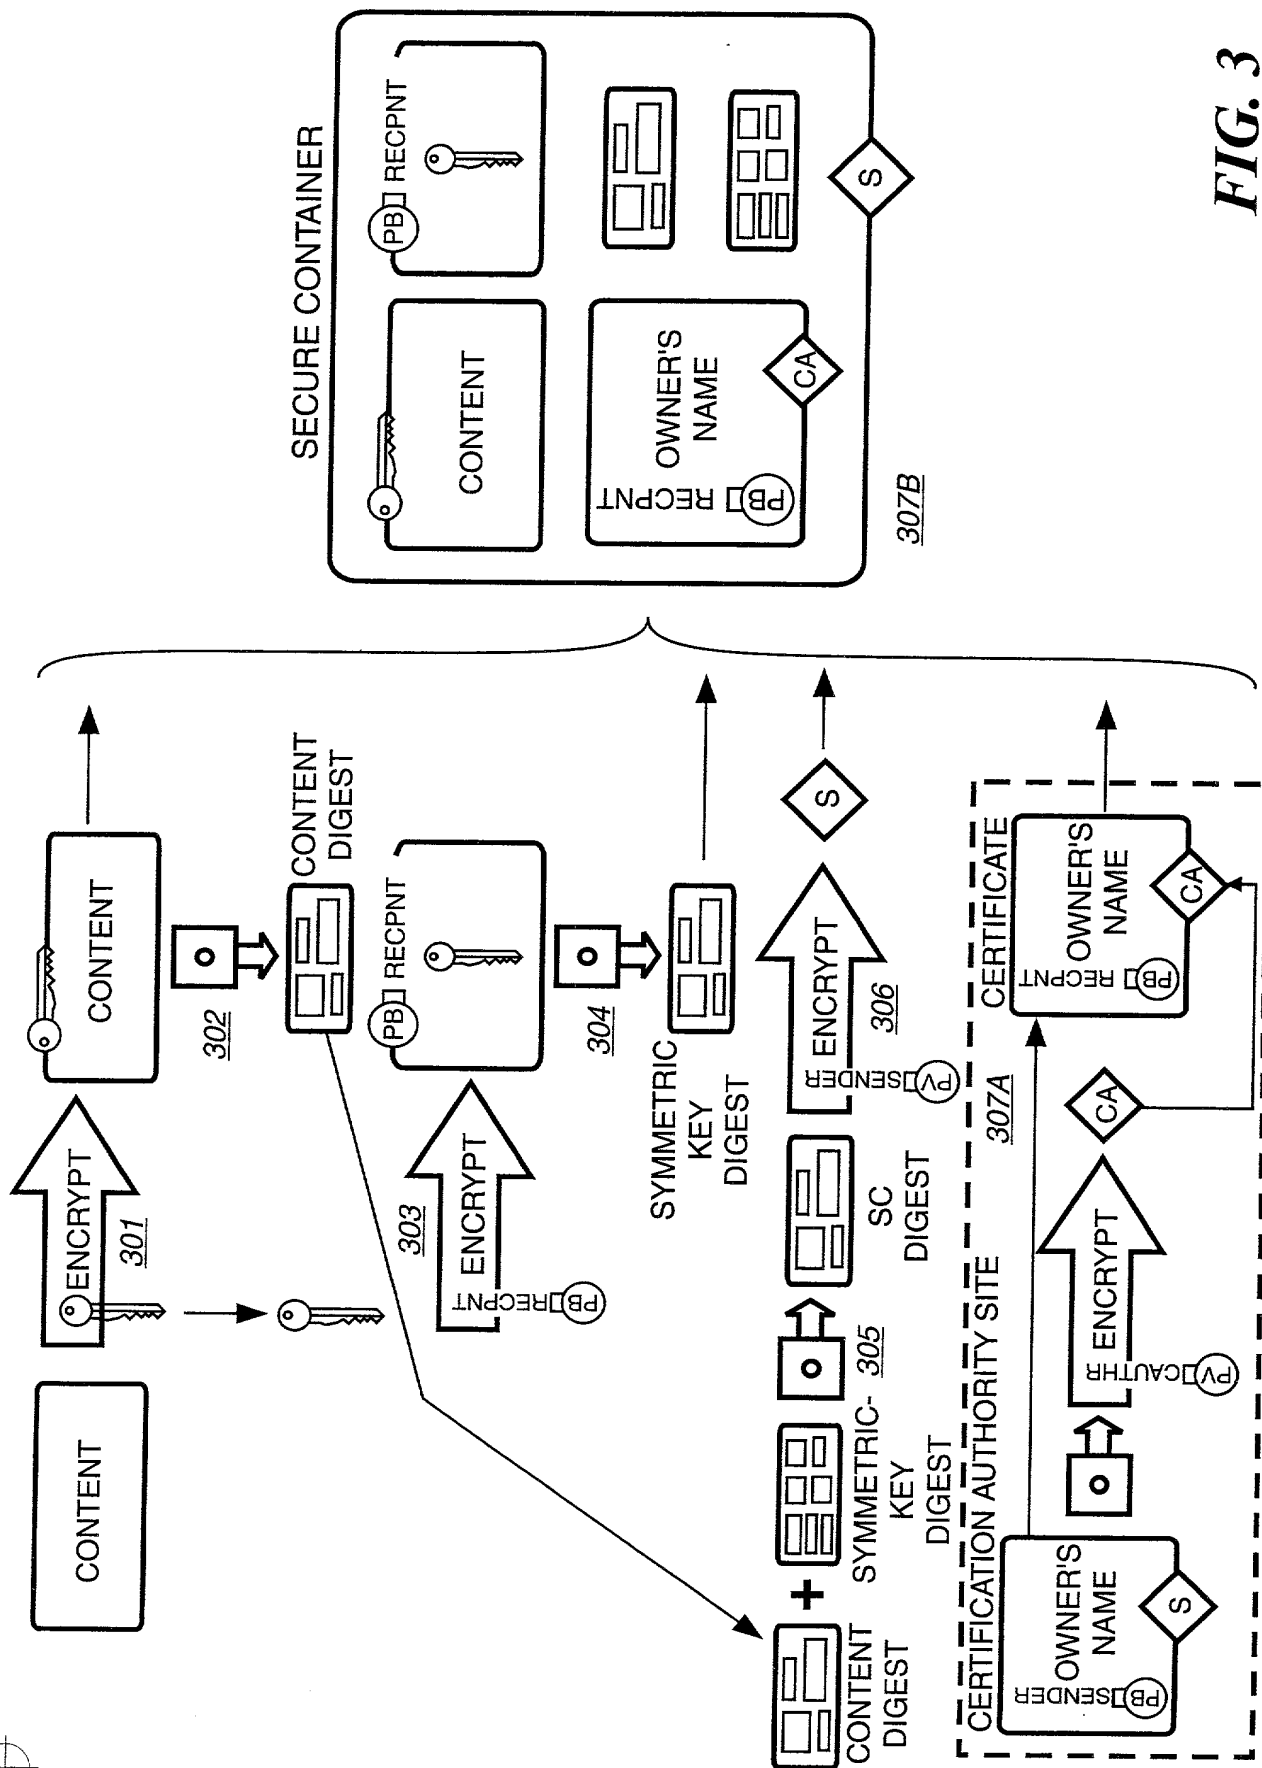 CONTENT
ENCRYPT
301
CONTENT
302
CONTENT
DIGEST
303
ENCRYPT
PB RECPNT
PB RECPNT
304
SYMMETRIC
KEY
DIGEST
CONTENT
DIGEST
+
SYMMETRIC-
KEY
DIGEST
305
SC
DIGEST
ENCRYPT
PV SENDER
306
S
CERTIFICATION AUTHORITY SITE
PB SENDER
OWNER'S
NAME
S
ENCRYPT
PV CAUTHR
307A
CA
CERTIFICATE
PB RECPNT
OWNER'S
NAME
CA
SECURE CONTAINER
CONTENT
PB RECPNT
PB RECPNT
OWNER'S
NAME
CA
S
307B
FIG. 3